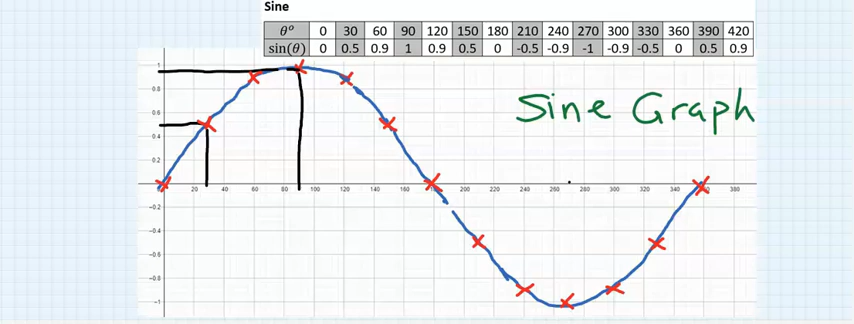 Sine
θ° 0 30 60 90 120 150 180 210 240 270 300 330 360 390 420
sin(θ) 0 0.5 0.9 1 0.9 0.5 0 -0.5 -0.9 -1 -0.9 -0.5 0 0.5 0.9
Sine Graph
1
0.8
0.6
0.4
0.2
0 20 40 60 80 100 120 140 160 180 200 220 240 260 280 300 320 340 360 380
-0.2
-0.4
-0.6
-0.8
-1